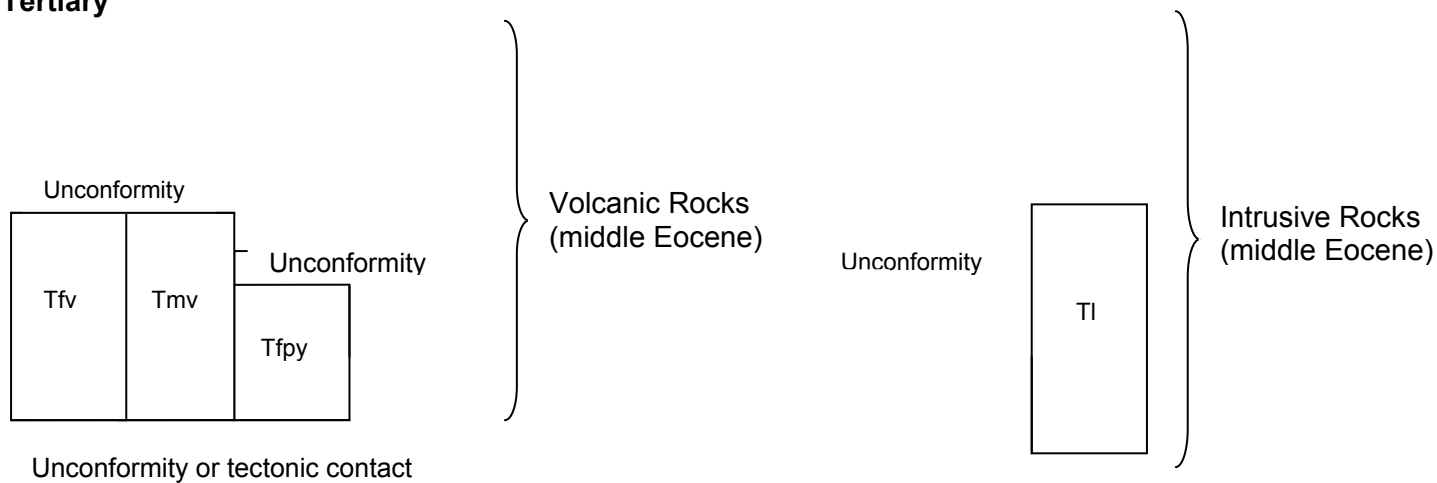 Tertiary
Unconformity
Volcanic Rocks
(middle Eocene)
Intrusive Rocks
(middle Eocene)
Unconformity
Unconformity
Tfv
Tmv
Tfpy
TI
Unconformity or tectonic contact